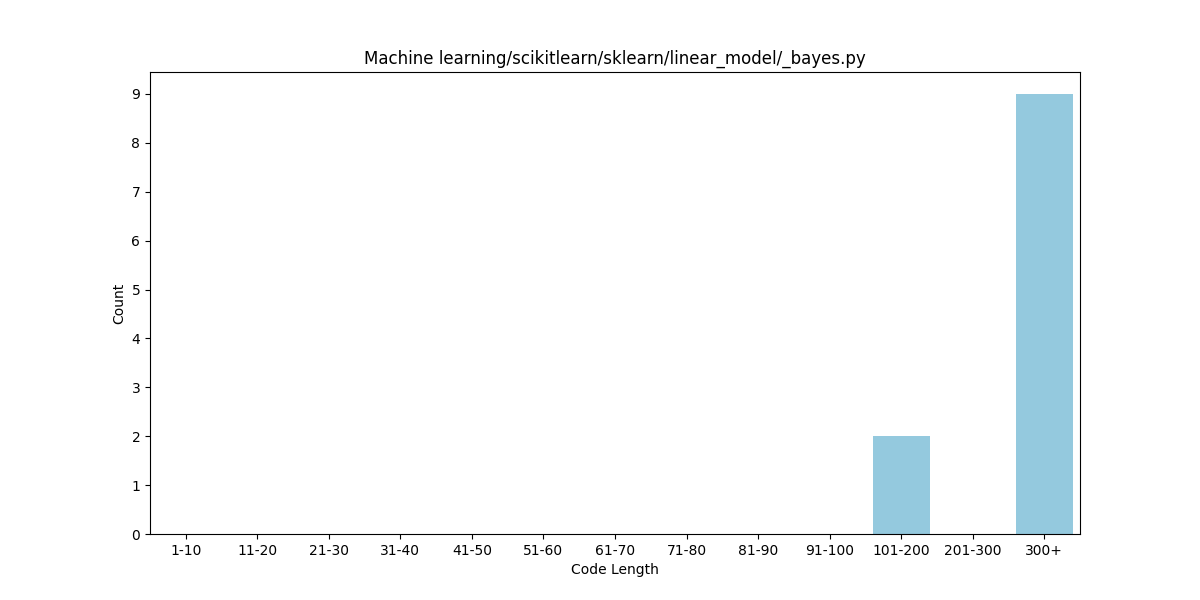 Machine learning/scikitlearn/sklearn/linear_model/_bayes.py
9
8
7
6
5
4
3
2
1
0
Count
1-10 11-20 21-30 31-40 41-50 51-60 61-70 71-80 81-90 91-100 101-200 201-300 300+
Code Length